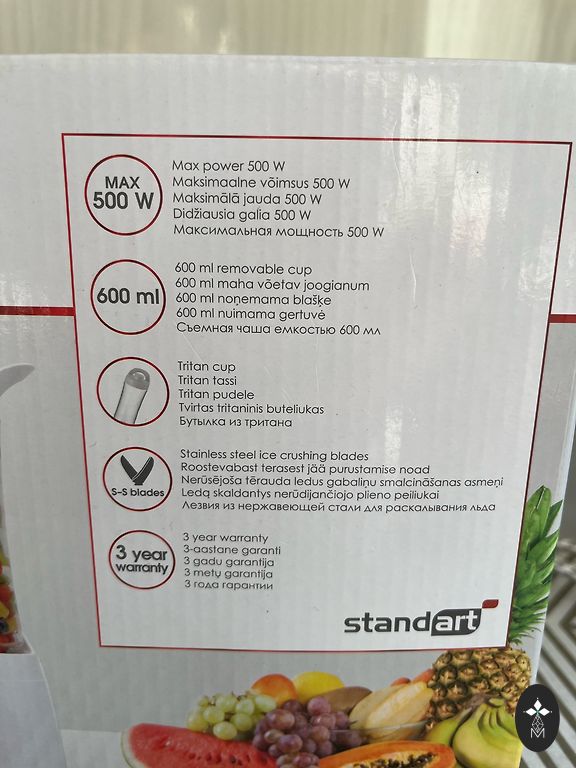 MAX
500 W
Max power 500 W
Maksimaalne võimsus 500 W
Maksimālā jauda 500 W
Didžiausia galia 500 W
Максимальная мощность 500 W
600 ml
600 ml removable cup
600 ml maha võetav joogianum
600 ml noņemama blašķe
600 ml nuimama gertuvė
Съемная чаша емкостью 600 мл
Tritan cup
Tritan tassi
Tritan pudele
Tvirtas tritaninis buteliukas
Бутылка из тритана
S-S blades
Stainless steel ice crushing blades
Roostevabast terasest jää purustamise noad
Nerūsējoša tērauda ledus gabaliņu smalcināšanas asmeņi
Ledą skaldantys nerūdijančiojo plieno peiliukai
Лезвия из нержавеющей стали для раскалывания льда
3 year
warranty
3 year warranty
3-aastane garanti
3 gadu garantija
3 metų garantija
3 года гарантии
standart
M